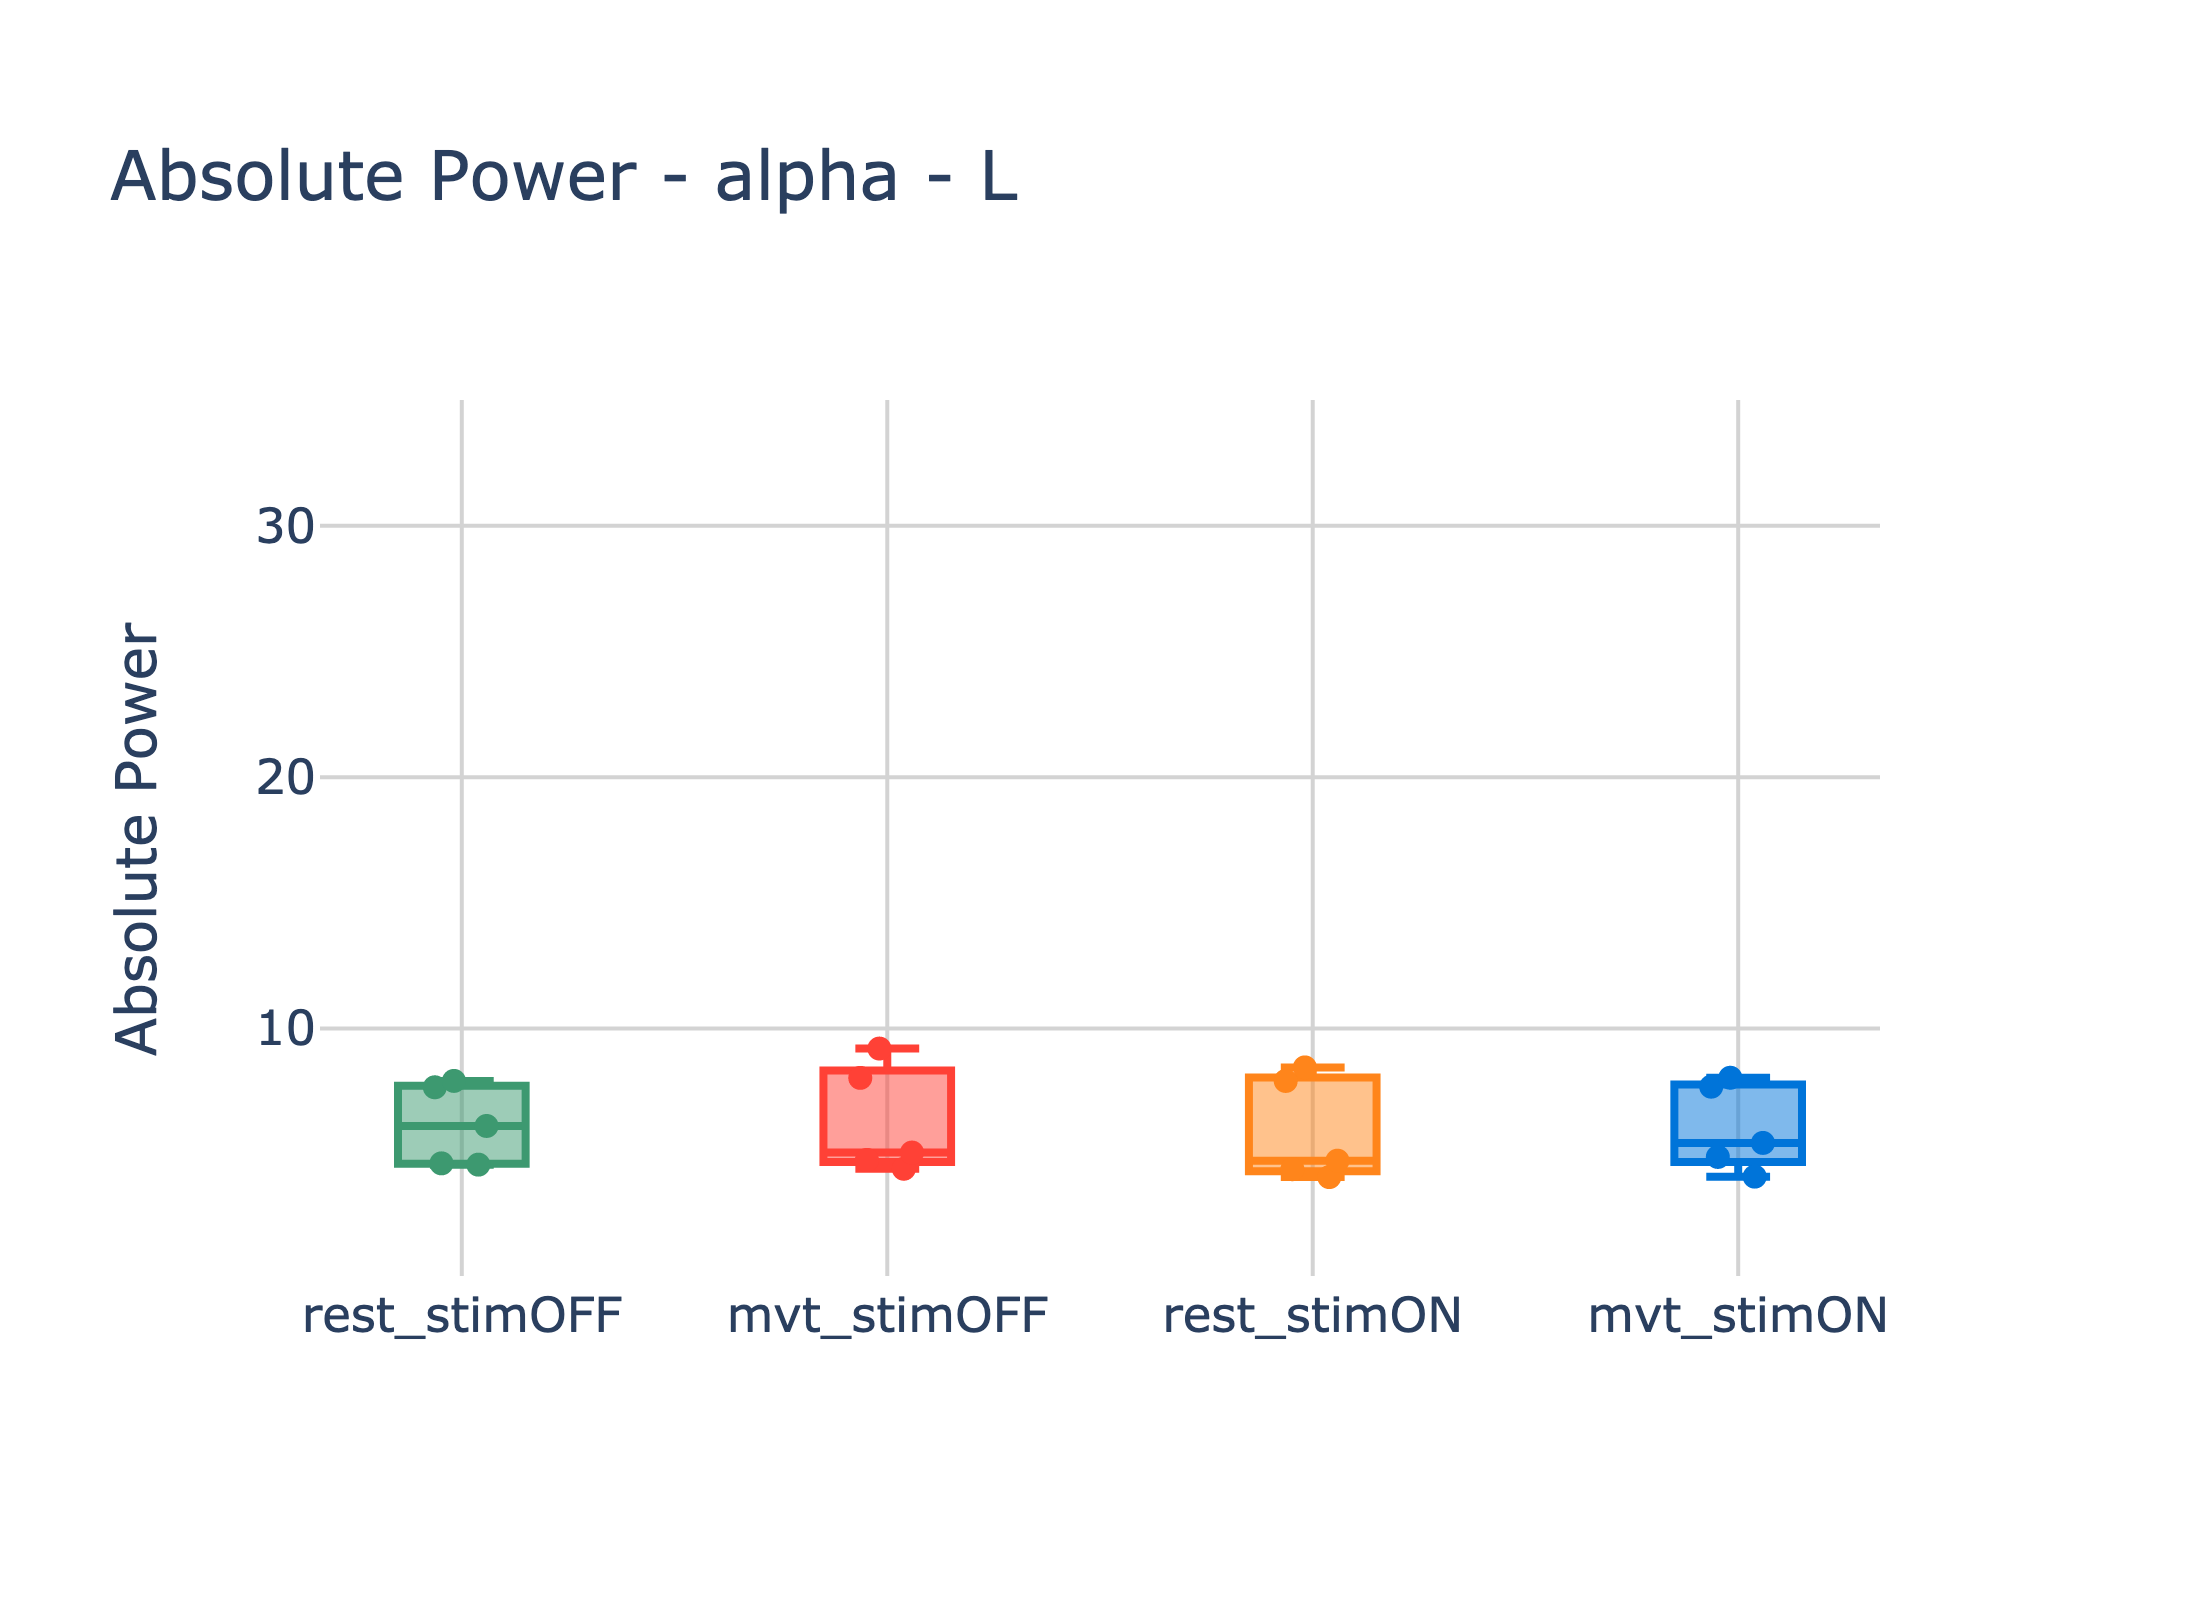 Absolute Power - alpha - L
Absolute Power
30
20
10
rest_stimOFF
mvt_stimOFF
rest_stimON
mvt_stimON